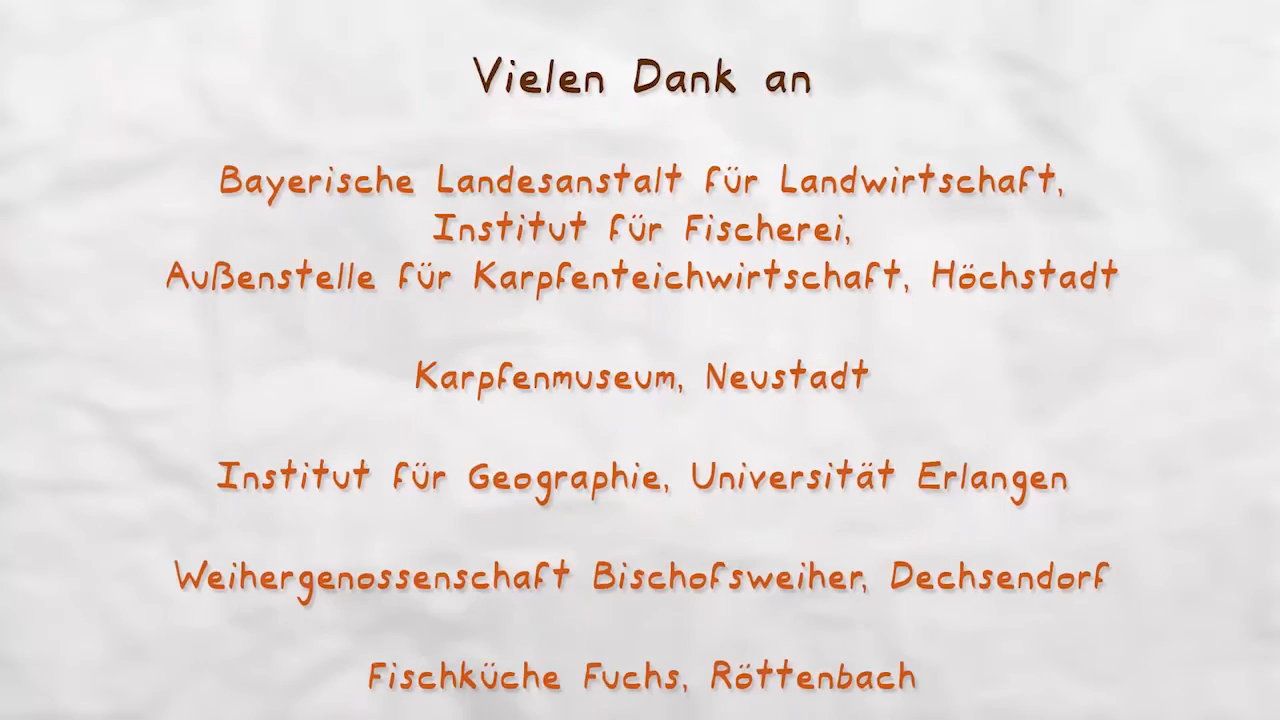 Vielen Dank an
Bayerische Landesanstalt für Landwirtschaft,
Institut für Fischerei,
Außenstelle für Karpfenteichwirtschaft, Höchstadt
Karpfenmuseum, Neustadt
Institut für Geographie, Universität Erlangen
Weihergenossenschaft Bischofsweiher, Dechsendorf
Fischküche Fuchs, Röttenbach